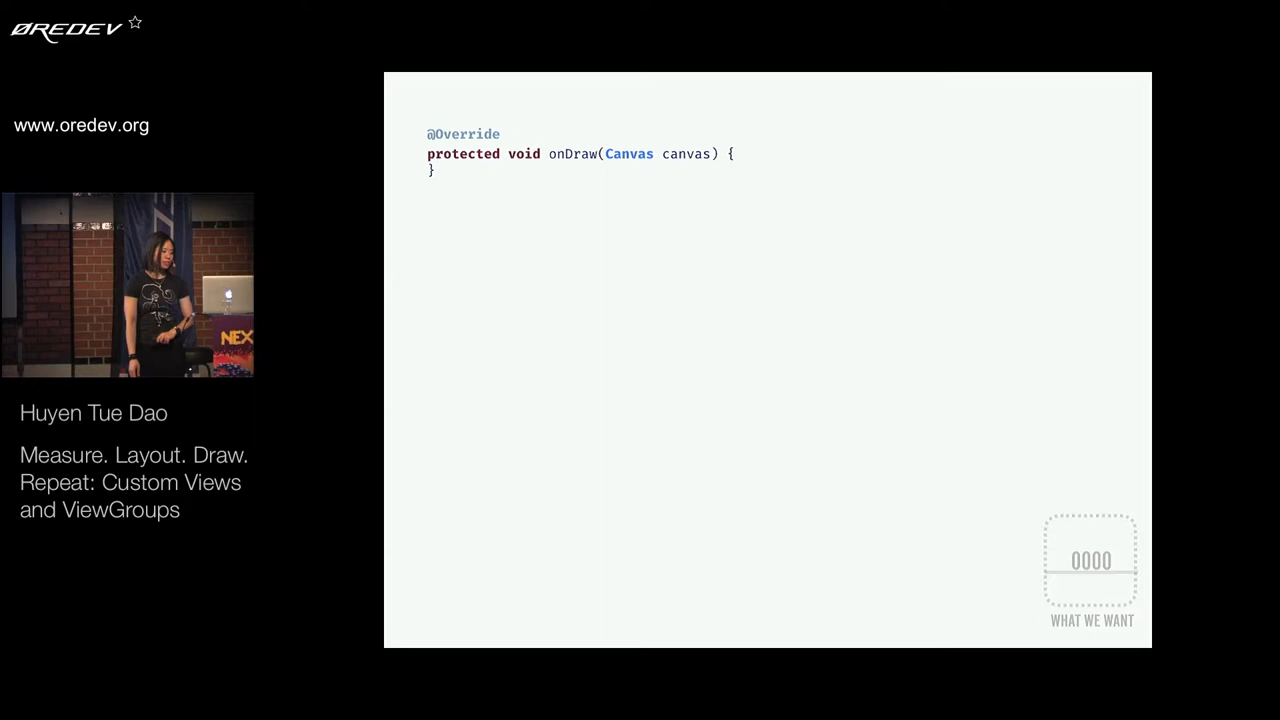 ØREDEV
www.oredev.org
@Override
protected void onDraw(Canvas canvas) {
}
NEX
Huyen Tue Dao
Measure. Layout. Draw.
Repeat: Custom Views
and ViewGroups
0000
WHAT WE WANT